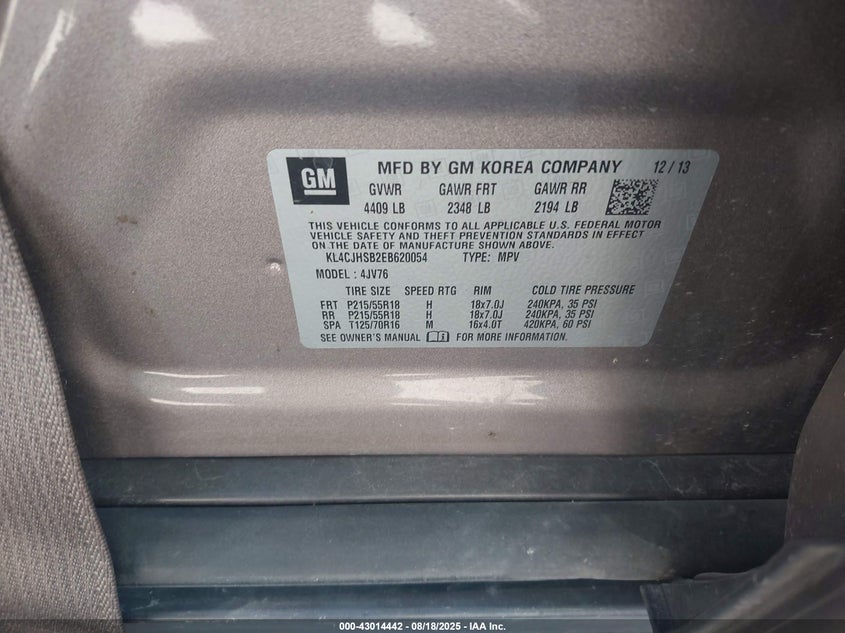 GM
MFD BY GM KOREA COMPANY 12 / 13
GVWR GAWR FRT GAWR RR
4409 LB 2348 LB 2194 LB
THIS VEHICLE CONFORMS TO ALL APPLICABLE U.S. FEDERAL MOTOR
VEHICLE SAFETY AND THEFT PREVENTION STANDARDS IN EFFECT
ON THE DATE OF MANUFACTURE SHOWN ABOVE.
KL4CJHSB2EB620054 TYPE: MPV
MODEL : 4JV76
TIRE SIZE SPEED RTG RIM COLD TIRE PRESSURE
FRT P215/55R18 H 18x7.0J 240KPA, 35 PSI
RR P215/55R18 H 18x7.0J 240KPA, 35 PSI
SPA T125/70R16 M 16x4.0T 420KPA, 60 PSI
SEE OWNER'S MANUAL FOR MORE INFORMATION.
000-43014442 - 08/18/2025 - IAA Inc.